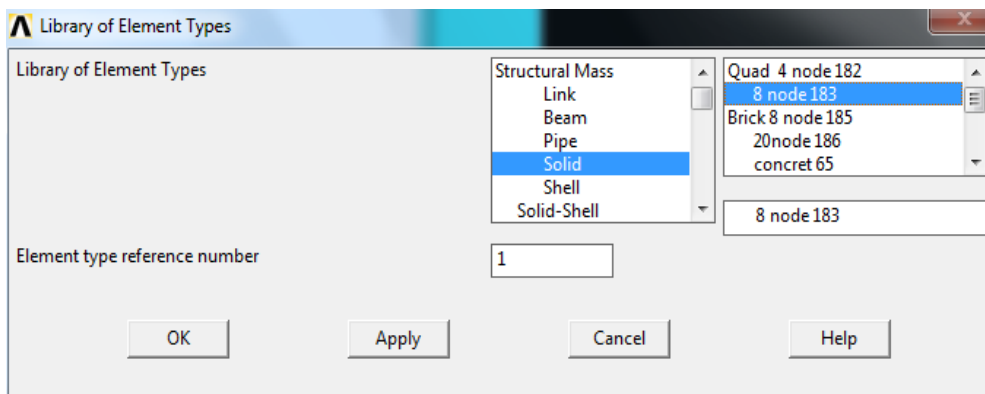 Library of Element Types
Library of Element Types
Structural Mass
Link
Beam
Pipe
Solid
Shell
Solid-Shell
Quad 4 node 182
8 node 183
Brick 8 node 185
20node 186
concret 65
8 node 183
Element type reference number
1
OK
Apply
Cancel
Help